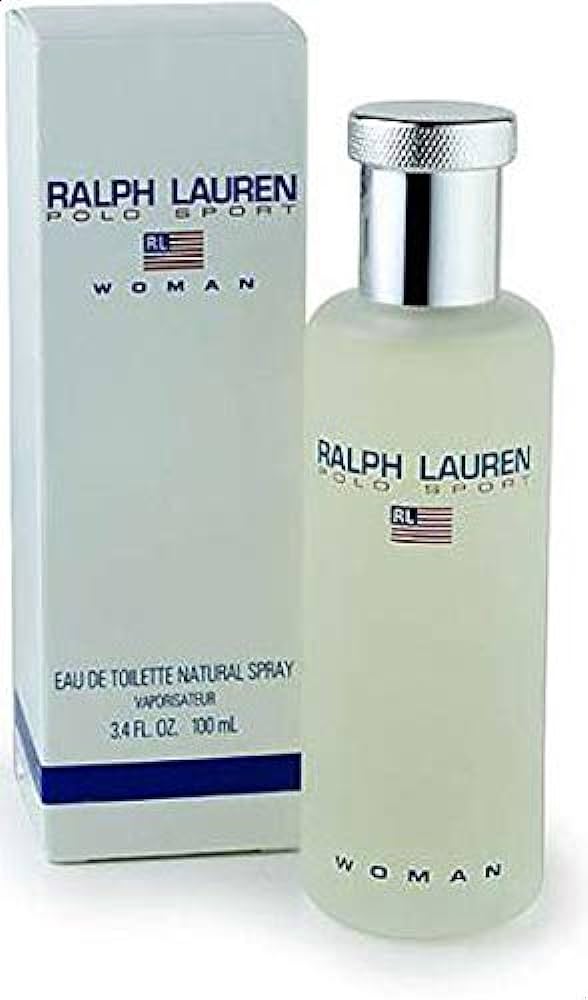 RALPH LAUREN
POLO SPORT
RL
WOMAN
EAU DE TOILETTE NATURAL SPRAY
VAPORISATEUR
3.4 FL. OZ. 100 mL
RALPH LAUREN
POLO SPORT
RL
WOMAN